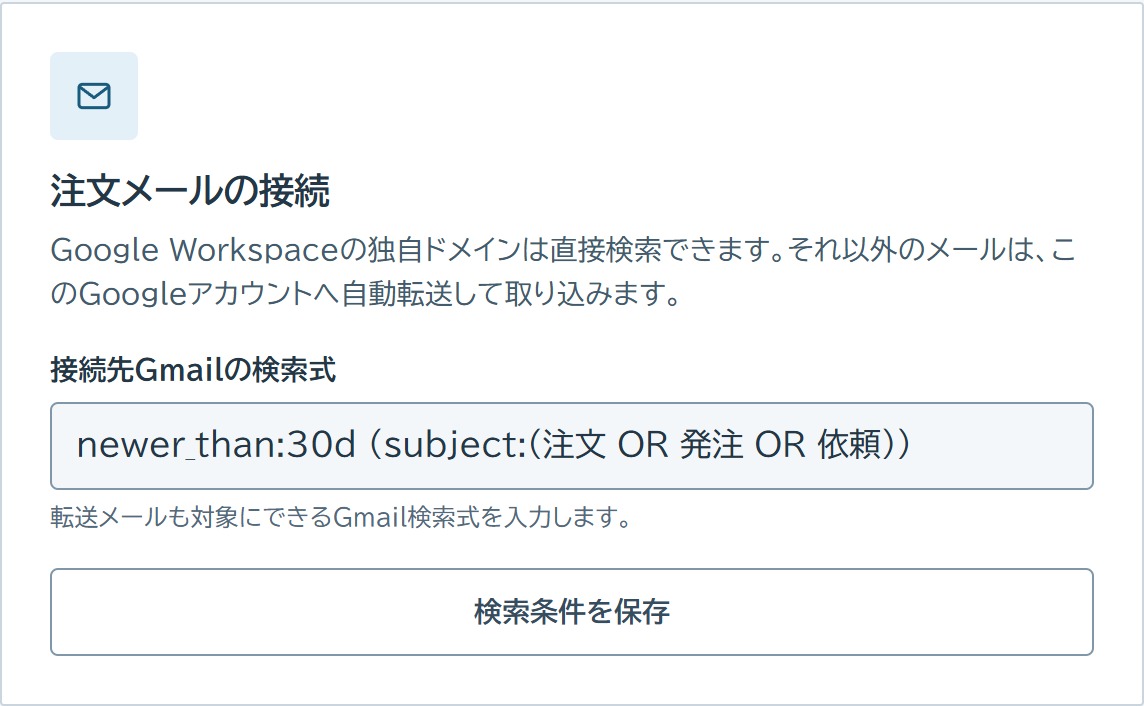 注文メールの接続
Google Workspaceの独自ドメインは直接検索できます。それ以外のメールは、こ
のGoogleアカウントへ自動転送して取り込みます。
接続先Gmailの検索式
newer_than:30d (subject:(注文 OR 発注 OR 依頼))
転送メールも対象にできるGmail検索式を入力します。
検索条件を保存